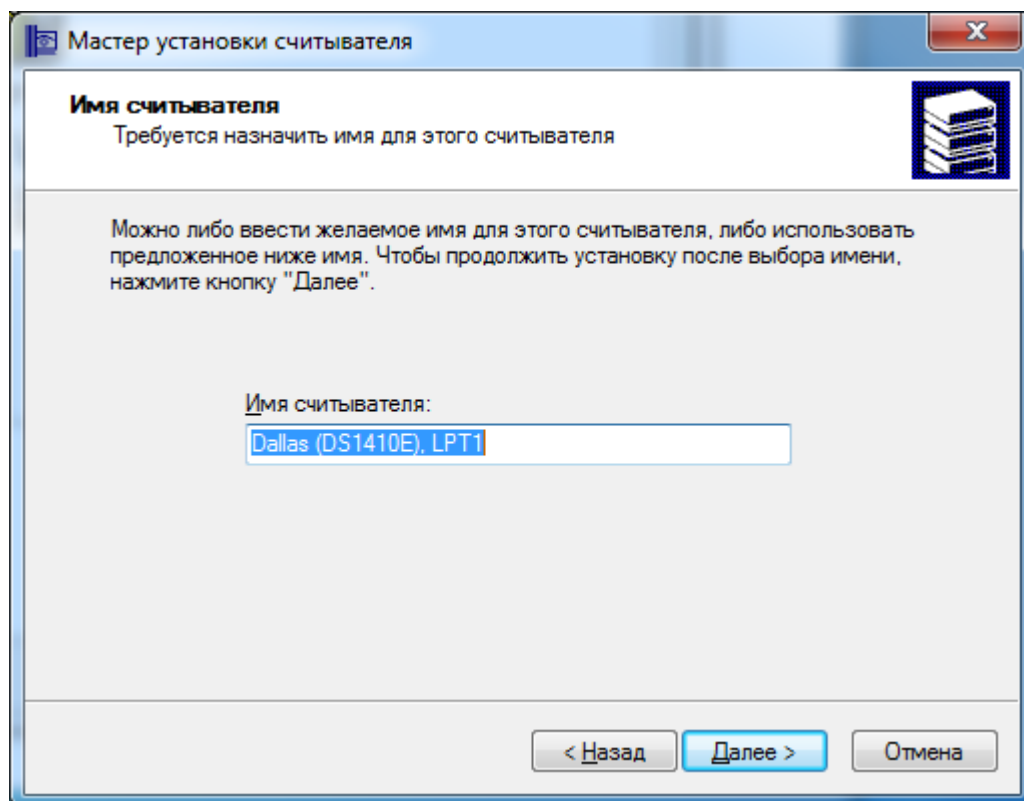 Мастер установки считывателя
Имя считывателя
Требуется назначить имя для этого считывателя
Можно либо ввести желаемое имя для этого считывателя, либо использовать
предложенное ниже имя. Чтобы продолжить установку после выбора имени,
нажмите кнопку "Далее".
Имя считывателя:
Dallas (DS1410E), LPT1
< Назад Далее > Отмена